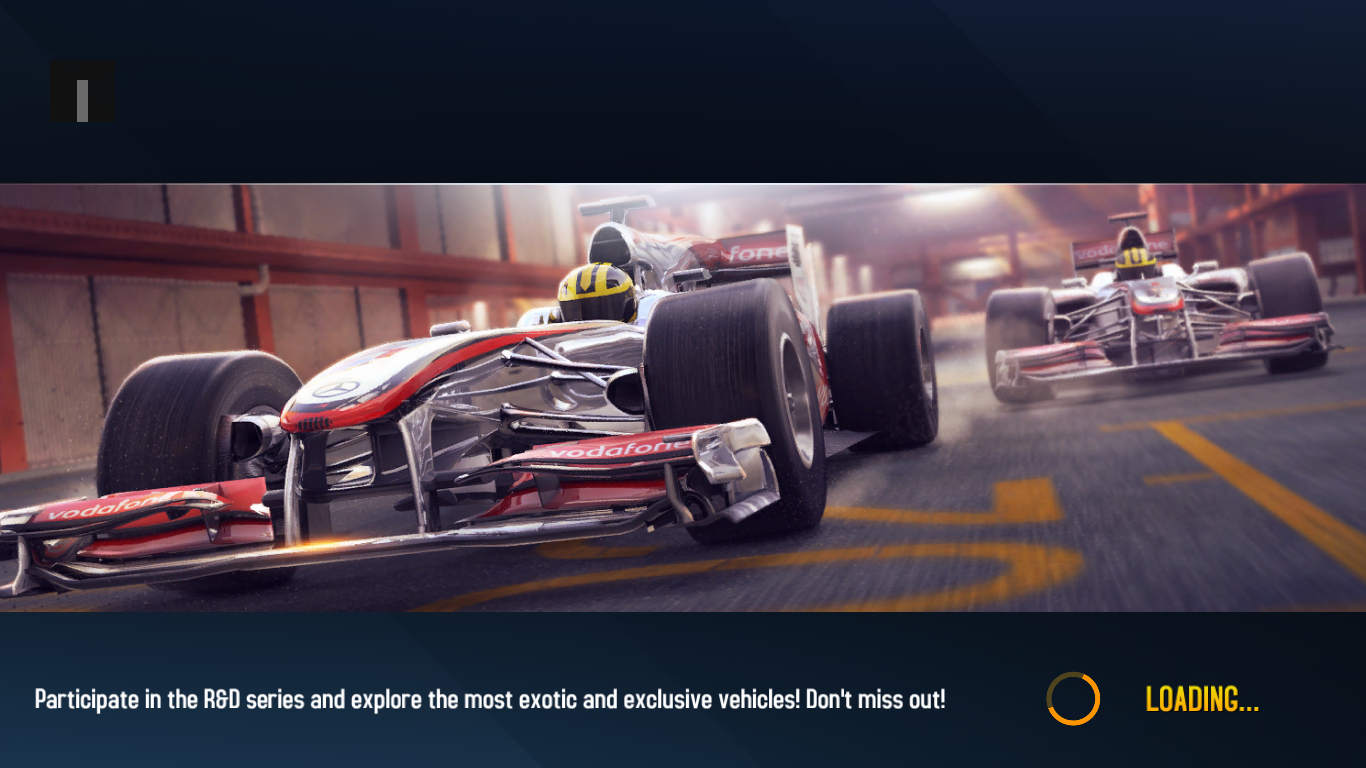 fone
vodafone
vodafone
vodafone
Participate in the R&D series and explore the most exotic and exclusive vehicles! Don't miss out!
LOADING...